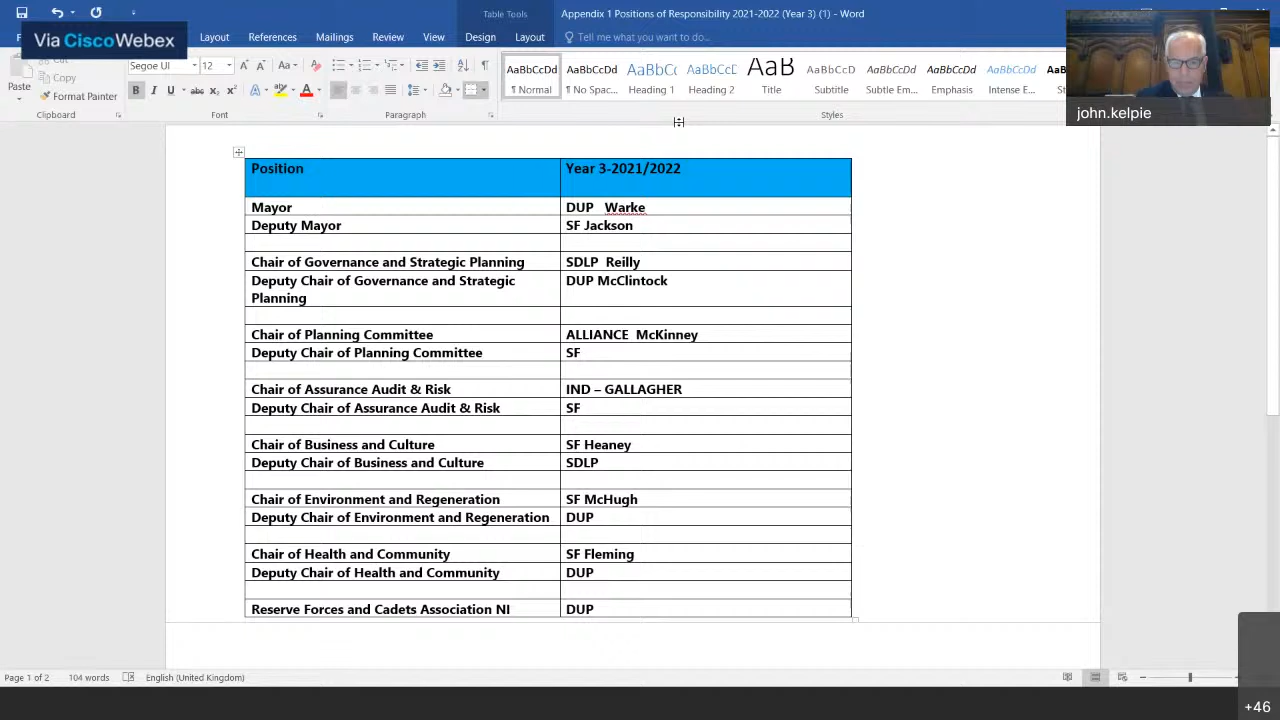 Table Tools
Appendix 1 Positions of Responsibility 2021-2022 (Year 3) (1) - Word
Via CiscoWebex
Layout References Mailings Review View Design Layout Tell me what you want to do...
Cut
Copy
Format Painter
Paste
Segoe UI 12
AaBbCcDd AaBbCcDd AaBbC( AaBbCcD AaB AaBbCcD AaBbCcDd AaBbCcDd AaBbCcDd
¶ Normal ¶ No Spac... Heading 1 Heading 2 Title Subtitle Subtle Em... Emphasis Intense E...
Clipboard Font Paragraph Styles
john.kelpie
Position Year 3-2021/2022
Mayor DUP Warke
Deputy Mayor SF Jackson
Chair of Governance and Strategic Planning SDLP Reilly
Deputy Chair of Governance and Strategic DUP McClintock
Planning
Chair of Planning Committee ALLIANCE McKinney
Deputy Chair of Planning Committee SF
Chair of Assurance Audit & Risk IND – GALLAGHER
Deputy Chair of Assurance Audit & Risk SF
Chair of Business and Culture SF Heaney
Deputy Chair of Business and Culture SDLP
Chair of Environment and Regeneration SF McHugh
Deputy Chair of Environment and Regeneration DUP
Chair of Health and Community SF Fleming
Deputy Chair of Health and Community DUP
Reserve Forces and Cadets Association NI DUP
Page 1 of 2 104 words English (United Kingdom)
+46